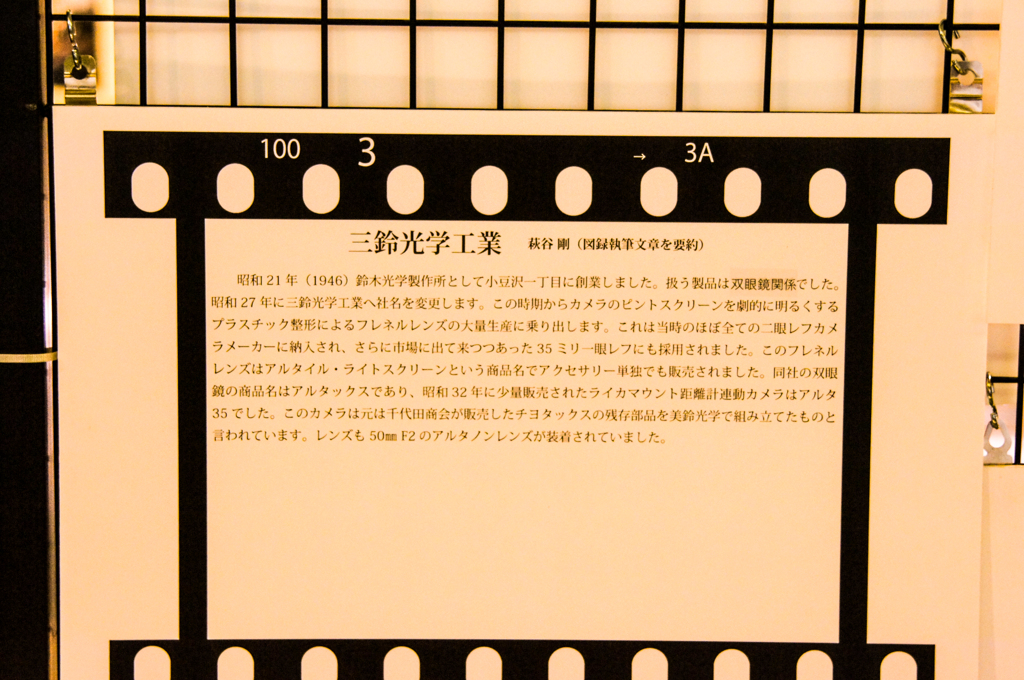 100 3 → 3A
三鈴光学工業 萩谷 剛（図録執筆文章を要約）
昭和 21 年（1946）鈴木光学製作所として小豆沢一丁目に創業しました。扱う製品は双眼鏡関係でした。
昭和 27 年に三鈴光学工業へ社名を変更します。この時期からカメラのピントスクリーンを劇的に明るくする
プラスチック整形によるフレネルレンズの大量生産に乗り出します。これは当時のほぼ全ての二眼レフカメ
ラメーカーに納入され、さらに市場に出て来つつあった 35 ミリ一眼レフにも採用されました。このフレネル
レンズはアルタイル・ライトスクリーンという商品名でアクセサリー単独でも販売されました。同社の双眼
鏡の商品名はアルタックスであり、昭和 32 年に少量販売されたライカマウント距離計連動カメラはアルタ
35 でした。このカメラは元は千代田商会が販売したチヨタックスの残存部品を美鈴光学で組み立てたものと
言われています。レンズも 50㎜ F2 のアルタノンレンズが装着されていました。